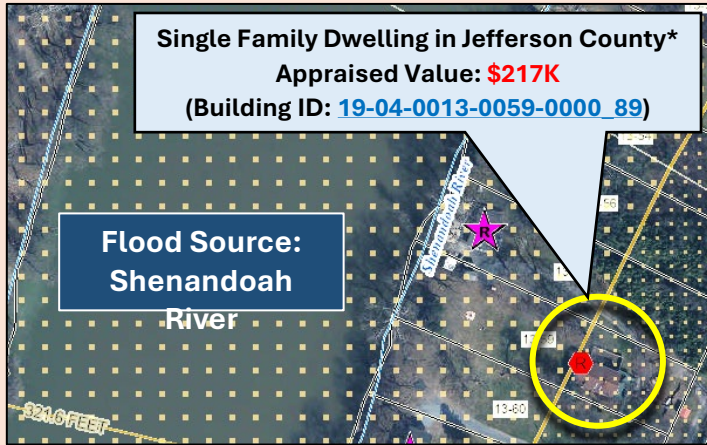 Single Family Dwelling in Jefferson County*
Appraised Value: $217K
(Building ID: 19-04-0013-0059-0000_89)
Flood Source:
Shenandoah
River
Shenandoah River
R
R
13-60
321.6 FEET